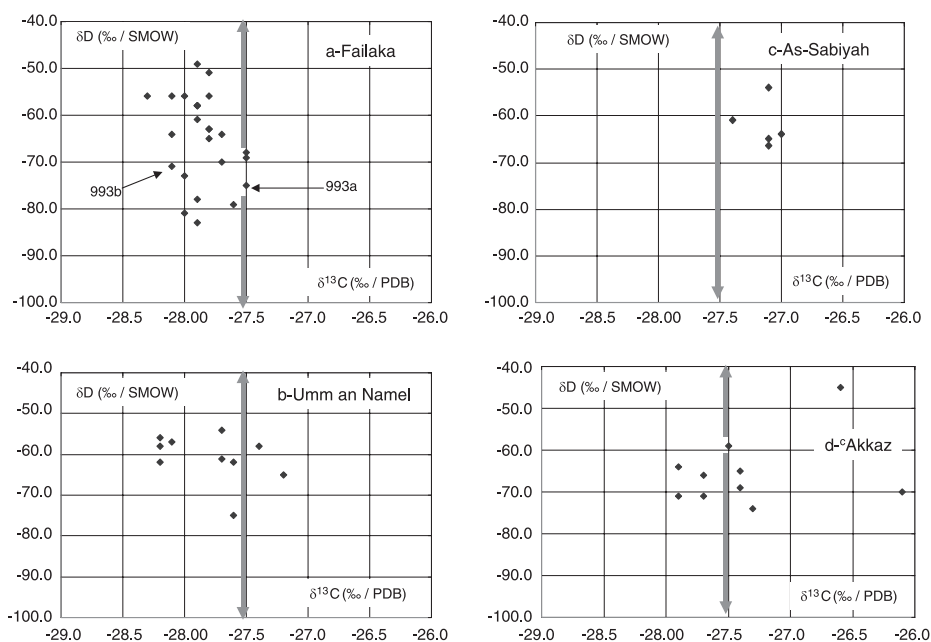 -40.0
δD (‰ / SMOW)
a-Failaka
-50.0
-60.0
-70.0
993b
993a
-80.0
-90.0
δ¹³C (‰ / PDB)
-100.0
-29.0 -28.5 -28.0 -27.5 -27.0 -26.5 -26.0
-40.0
δD (‰ / SMOW)
c-As-Sabiyah
-50.0
-60.0
-70.0
-80.0
-90.0
δ¹³C (‰ / PDB)
-100.0
-29.0 -28.5 -28.0 -27.5 -27.0 -26.5 -26.0
-40.0
δD (‰ / SMOW)
b-Umm an Namel
-50.0
-60.0
-70.0
-80.0
-90.0
δ¹³C (‰ / PDB)
-100.0
-29.0 -28.5 -28.0 -27.5 -27.0 -26.5 -26.0
-40.0
δD (‰ / SMOW)
-50.0
d-ᶜAkkaz
-60.0
-70.0
-80.0
-90.0
δ¹³C (‰ / PDB)
-100.0
-29.0 -28.5 -28.0 -27.5 -27.0 -26.5 -26.0